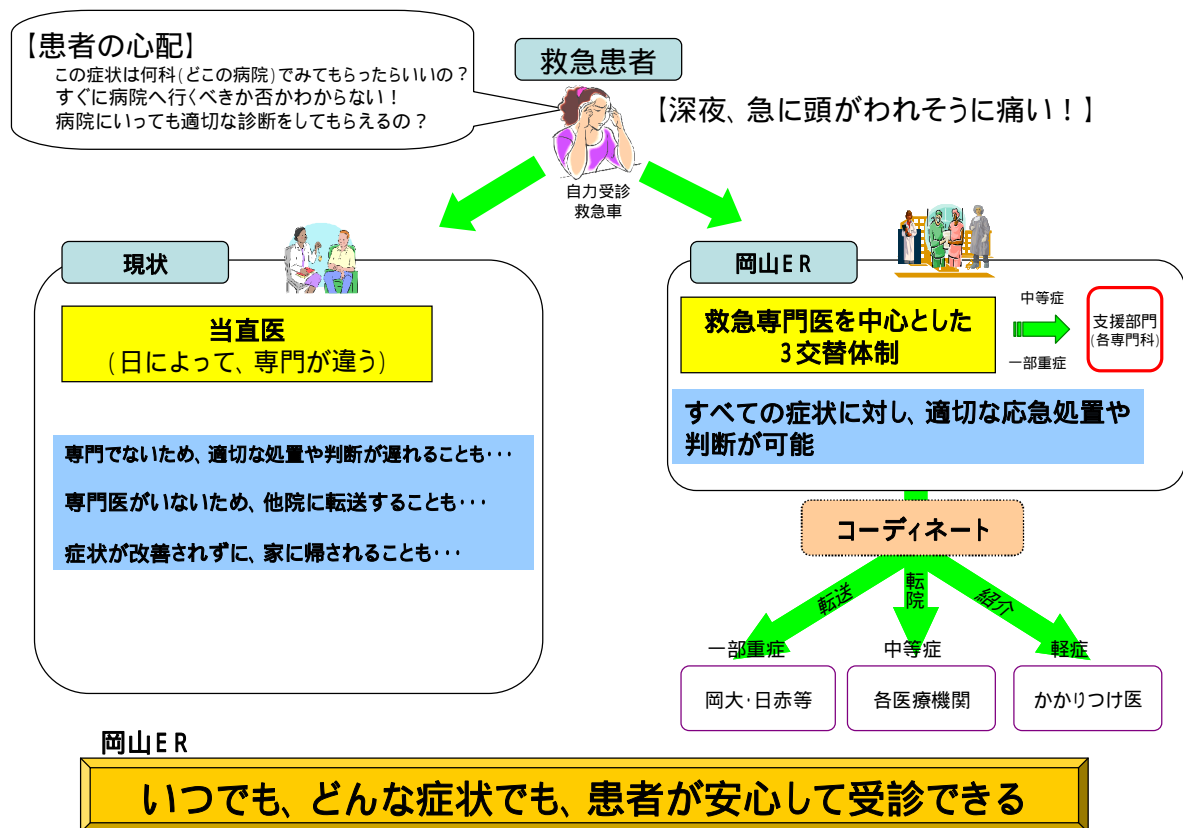 【患者の心配】
この症状は何科(どこの病院)でみてもらったらいいの？
すぐに病院へ行くべきか否かわからない！
病院にいっても適切な診断をしてもらえるの？
救急患者
【深夜、急に頭がわれそうに痛い！】
自力受診
救急車
現状
当直医
(日によって、専門が違う)
専門でないため、適切な処置や判断が遅れることも･･･
専門医がいないため、他院に転送することも･･･
症状が改善されずに、家に帰されることも･･･
岡山ER
救急専門医を中心とした
3交替体制
中等症
一部重症
支援部門
(各専門科)
すべての症状に対し、適切な応急処置や
判断が可能
コーディネート
転送
転院
紹介
一部重症
中等症
軽症
岡大･日赤等
各医療機関
かかりつけ医
岡山ER
いつでも、どんな症状でも、患者が安心して受診できる